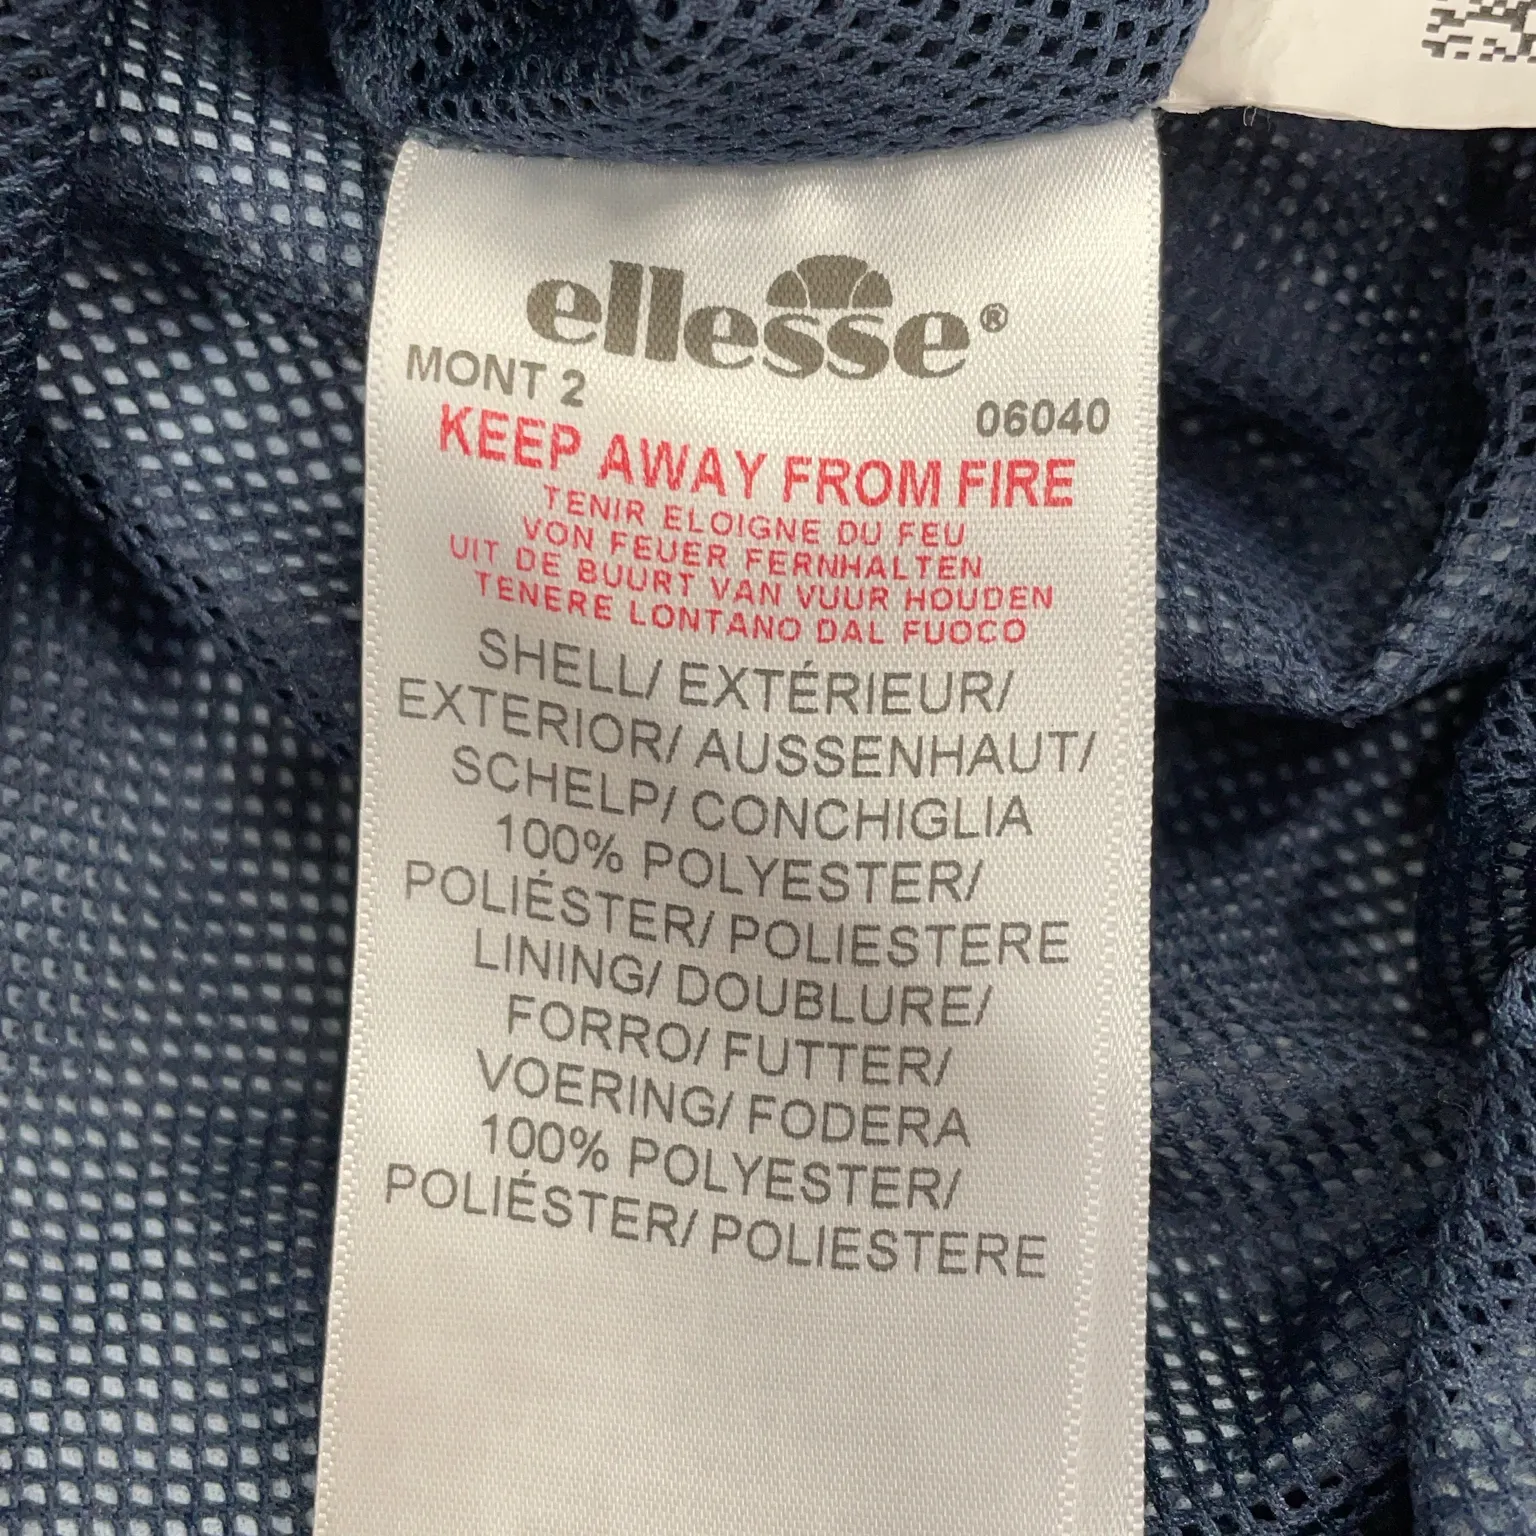 ellesse®
MONT 2
06040
KEEP AWAY FROM FIRE
TENIR ELOIGNE DU FEU
VON FEUER FERNHALTEN
UIT DE BUURT VAN VUUR HOUDEN
TENERE LONTANO DAL FUOCO
SHELL/ EXTÉRIEUR/
EXTERIOR/ AUSSENHAUT/
SCHELP/ CONCHIGLIA
100% POLYESTER/
POLIÉSTER/ POLIESTERE
LINING/ DOUBLURE/
FORRO/ FUTTER/
VOERING/ FODERA
100% POLYESTER/
POLIÉSTER/ POLIESTERE